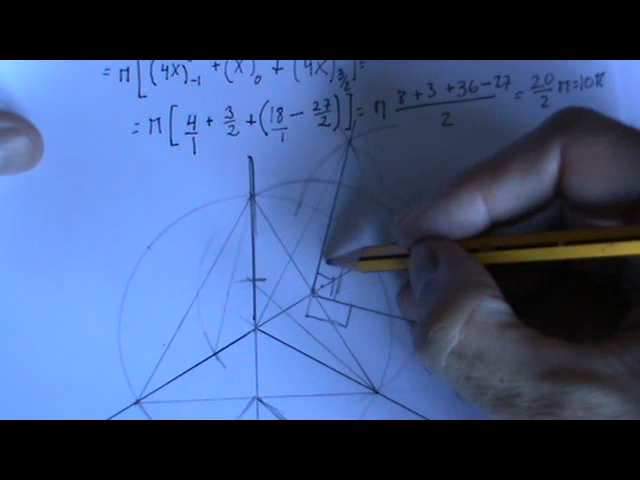 = π[(4x)₋₁ + (x)₀ + (4x)₃/₂]=
= π[4/1 + 3/2 + (18/1 − 27/2)] = π (8+3+36−27)/2 = 20/2 π=10π